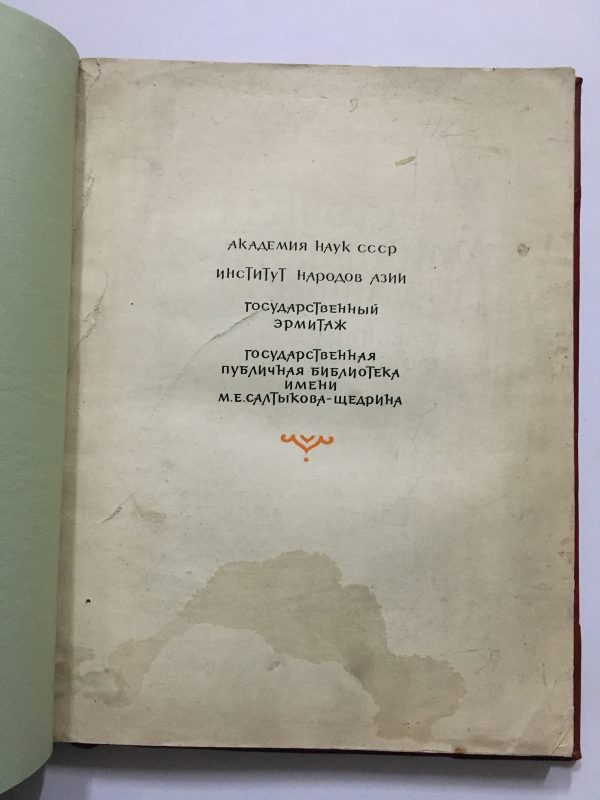 АКАДЕМИЯ НАУК СССР
ИНСТИТУТ НАРОДОВ АЗИИ
ГОСУДАРСТВЕННЫЙ
ЭРМИТАЖ
ГОСУДАРСТВЕННАЯ
ПУБЛИЧНАЯ БИБЛИОТЕКА
ИМЕНИ
М.Е.САЛТЫКОВА-ЩЕДРИНА